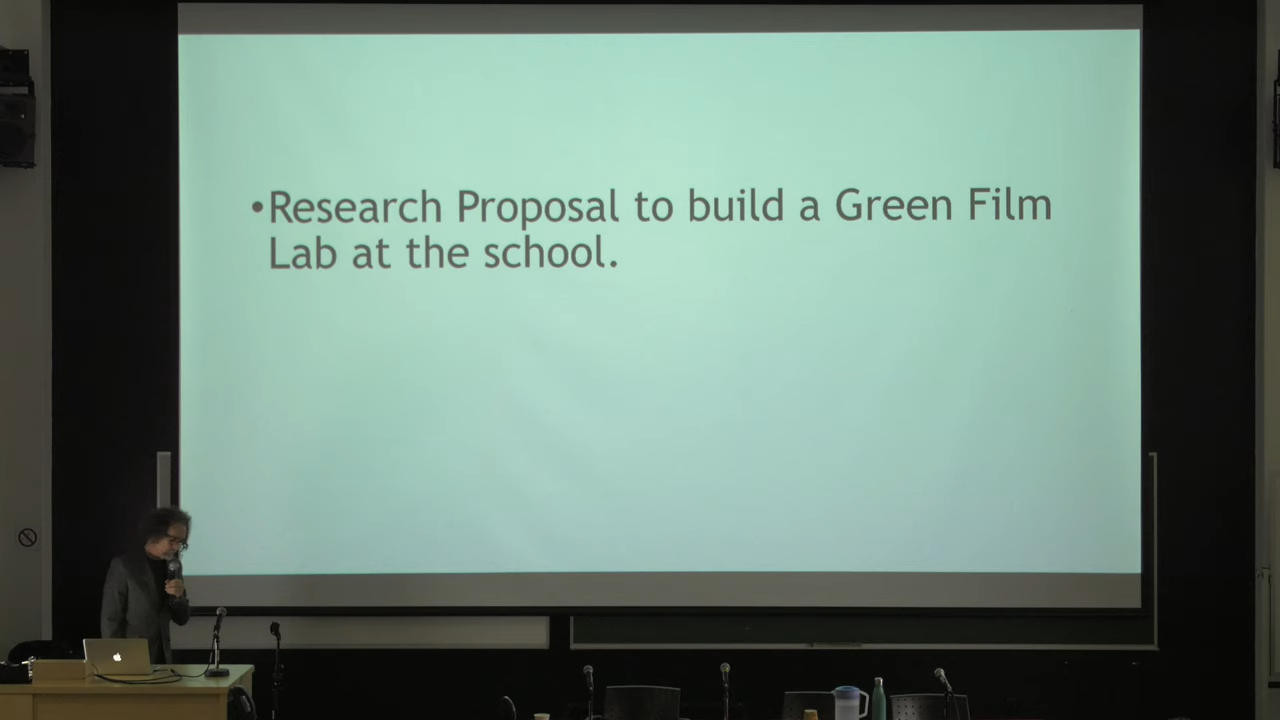 •Research Proposal to build a Green Film
Lab at the school.